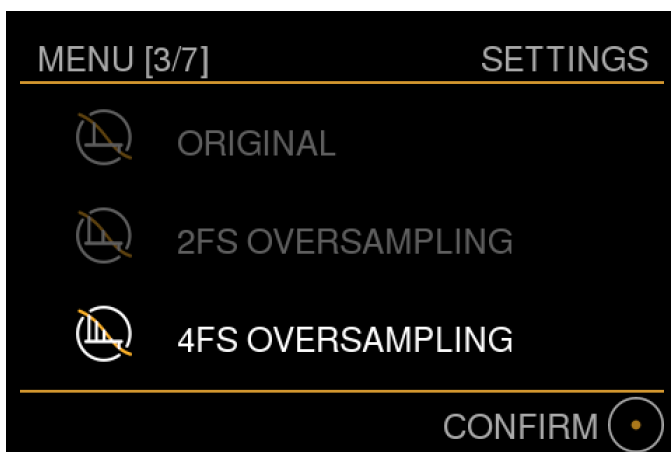 MENU [3/7] SETTINGS
ORIGINAL
2FS OVERSAMPLING
4FS OVERSAMPLING
CONFIRM